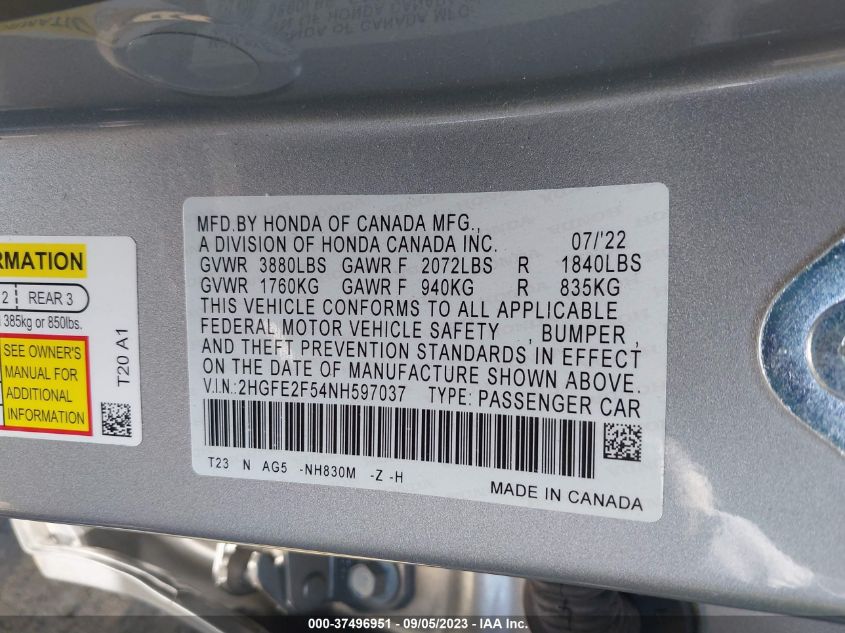 MFD.BY HONDA OF CANADA MFG.,
A DIVISION OF HONDA CANADA INC. 07/'22
GVWR 3880LBS GAWR F 2072LBS R 1840LBS
GVWR 1760KG GAWR F 940KG R 835KG
THIS VEHICLE CONFORMS TO ALL APPLICABLE
FEDERAL MOTOR VEHICLE SAFETY , BUMPER ,
AND THEFT PREVENTION STANDARDS IN EFFECT
ON THE DATE OF MANUFACTURE SHOWN ABOVE.
V.I.N.:2HGFE2F54NH597037 TYPE: PASSENGER CAR
T23 N AG5 -NH830M -Z -H
MADE IN CANADA
RMATION
2 REAR 3
385kg or 850lbs.
SEE OWNER'S
MANUAL FOR
ADDITIONAL
INFORMATION
T20 A1
000-37496951 - 09/05/2023 - IAA Inc.